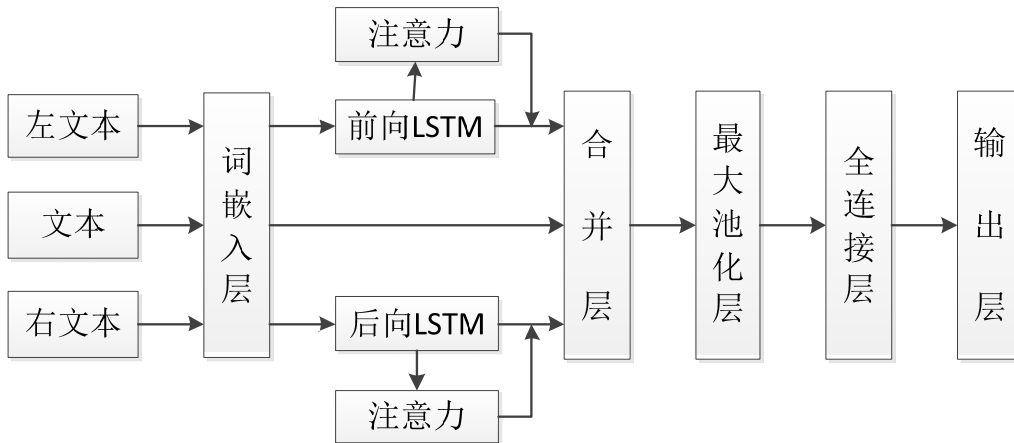 注意力
左文本
词嵌入层
前向LSTM
合并层
最大池化层
全连接层
输出层
文本
右文本
后向LSTM
注意力